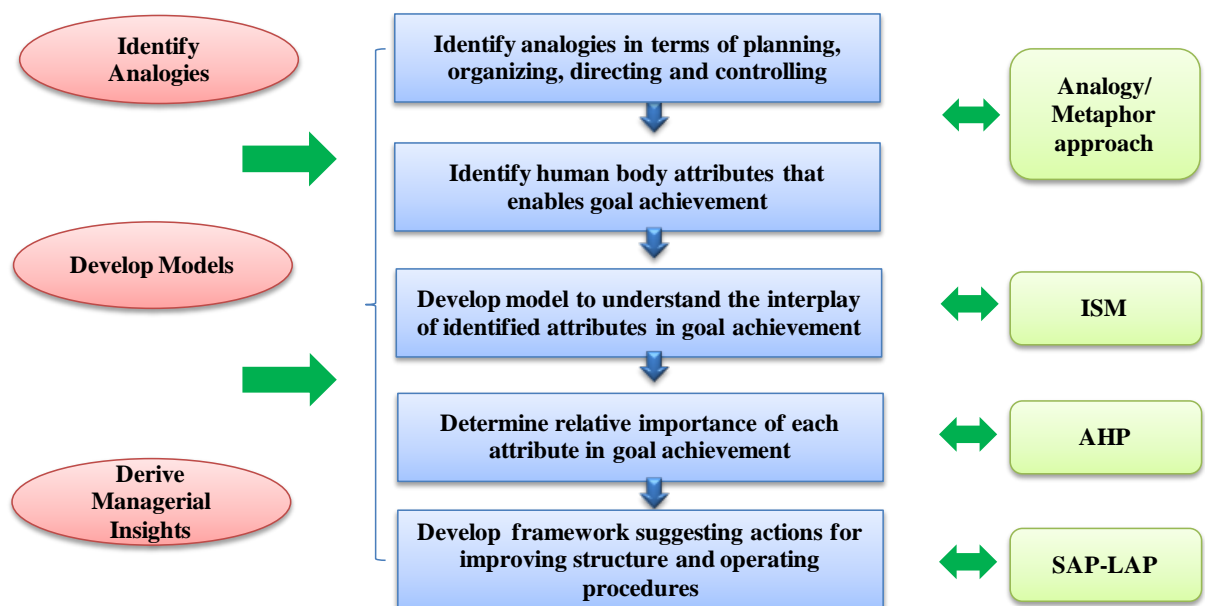 Identify
Analogies
Develop Models
Derive
Managerial
Insights
Identify analogies in terms of planning,
organizing, directing and controlling
Identify human body attributes that
enables goal achievement
Develop model to understand the interplay
of identified attributes in goal achievement
Determine relative importance of each
attribute in goal achievement
Develop framework suggesting actions for
improving structure and operating
procedures
Analogy/
Metaphor
approach
ISM
AHP
SAP-LAP